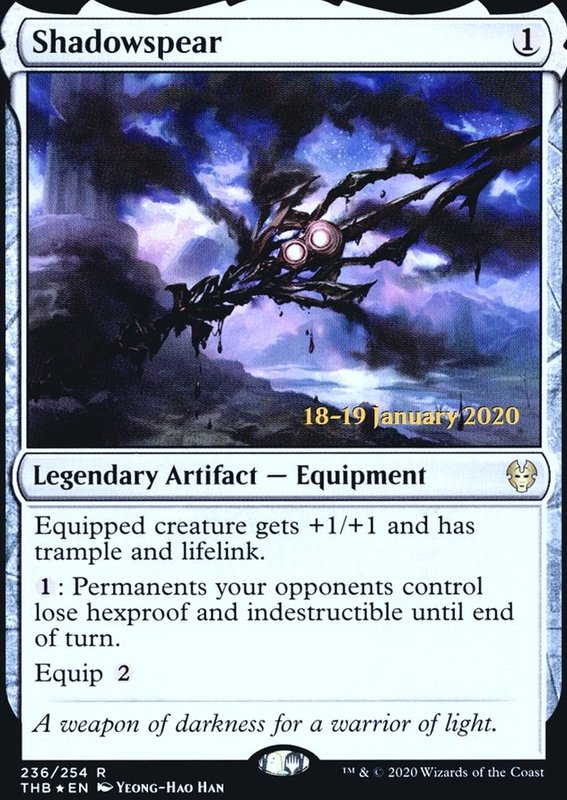 Shadowspear 1
18–19 January 2020
Legendary Artifact — Equipment
Equipped creature gets +1/+1 and has
trample and lifelink.
1: Permanents your opponents control
lose hexproof and indestructible until end
of turn.
Equip 2
A weapon of darkness for a warrior of light.
236/254 R
THB ★ EN Yeong-Hao Han
™ & © 2020 Wizards of the Coast